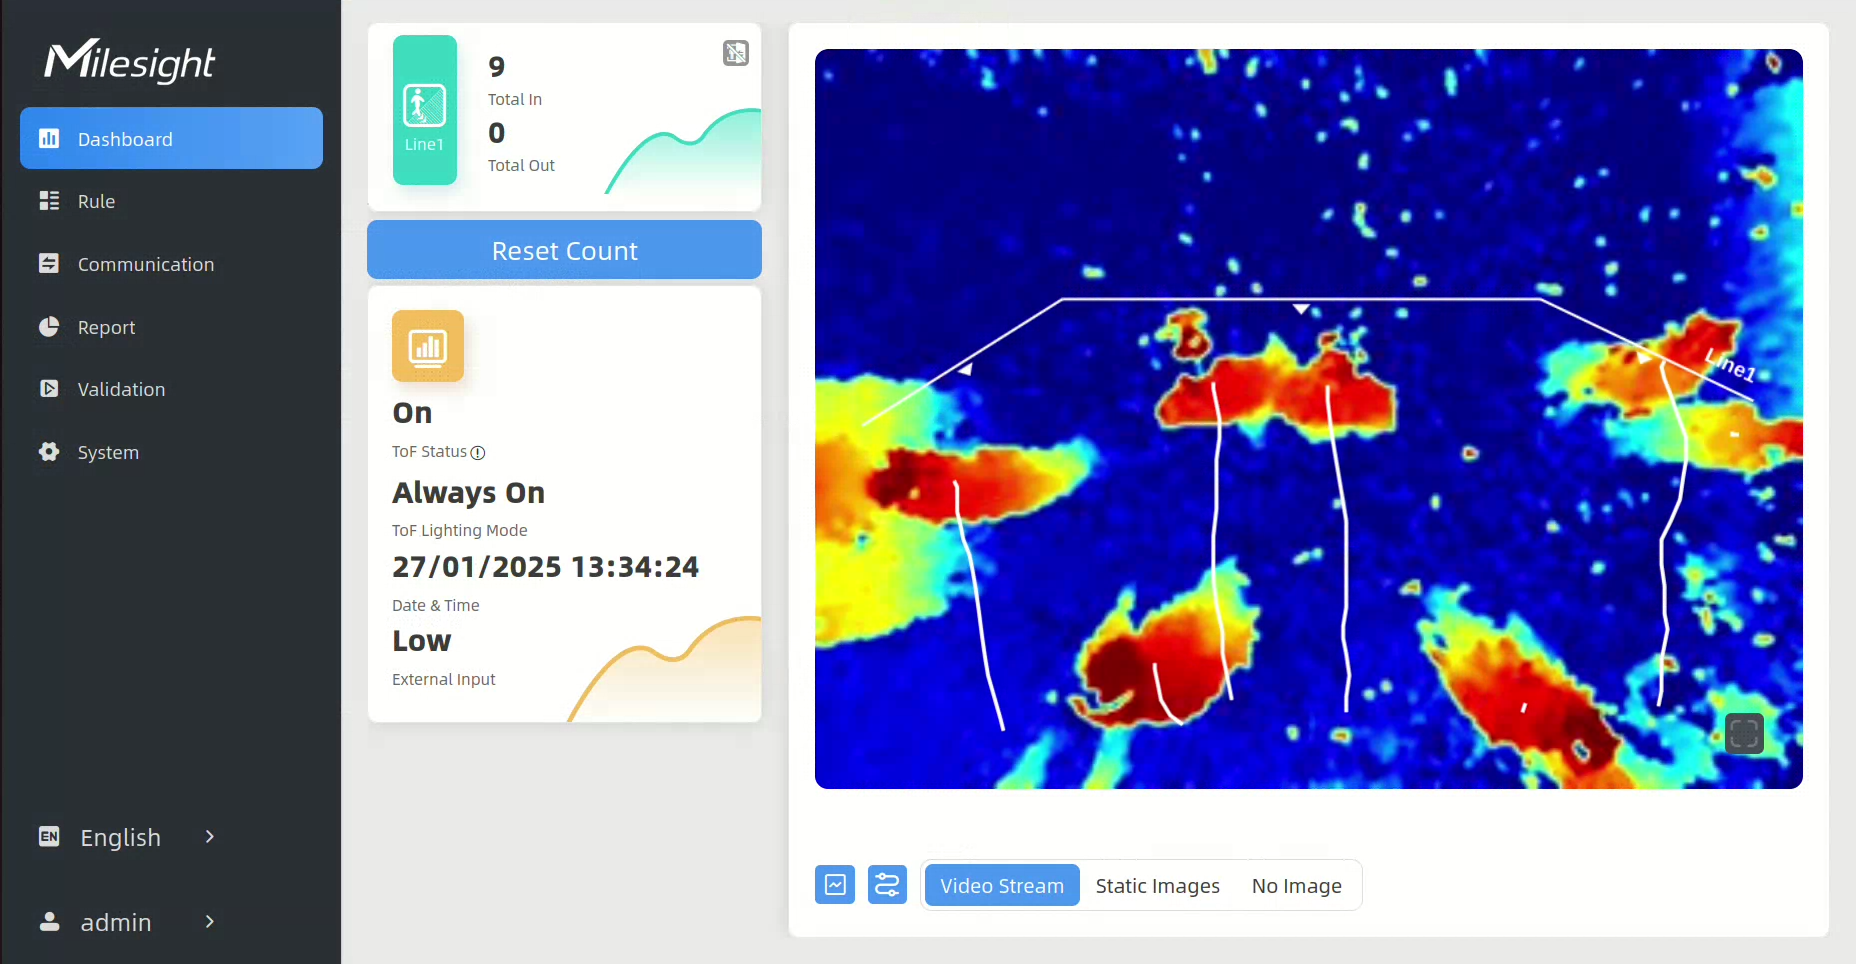 Milesight
Dashboard
Rule
Communication
Report
Validation
System
EN English
admin
Line1
9
Total In
0
Total Out
Reset Count
On
ToF Status
Always On
ToF Lighting Mode
27/01/2025 13:34:24
Date & Time
Low
External Input
Line1
Video Stream
Static Images
No Image